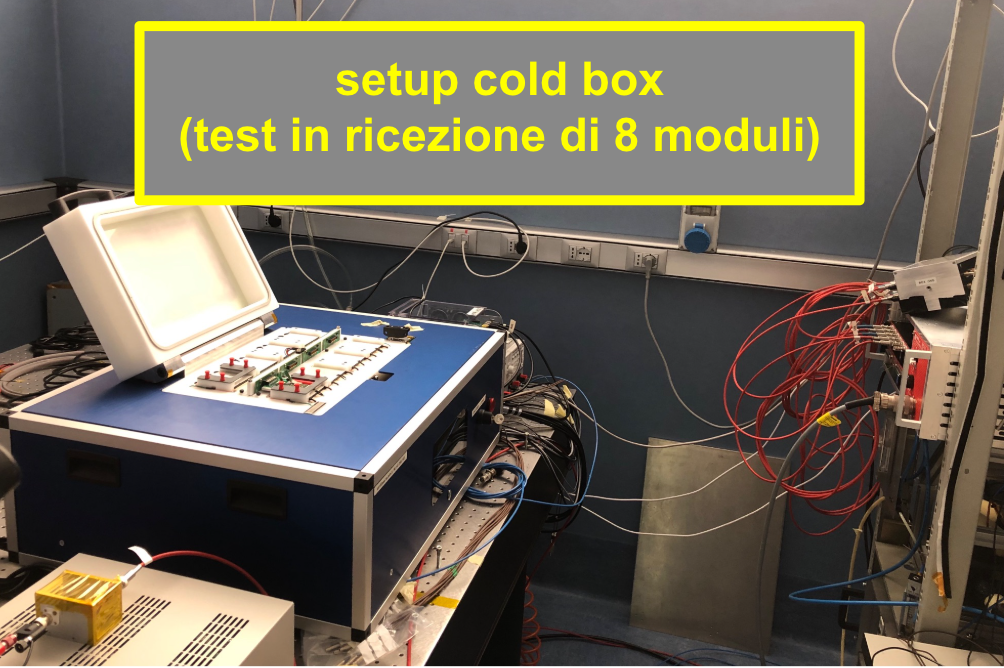 setup cold box
(test in ricezione di 8 moduli)